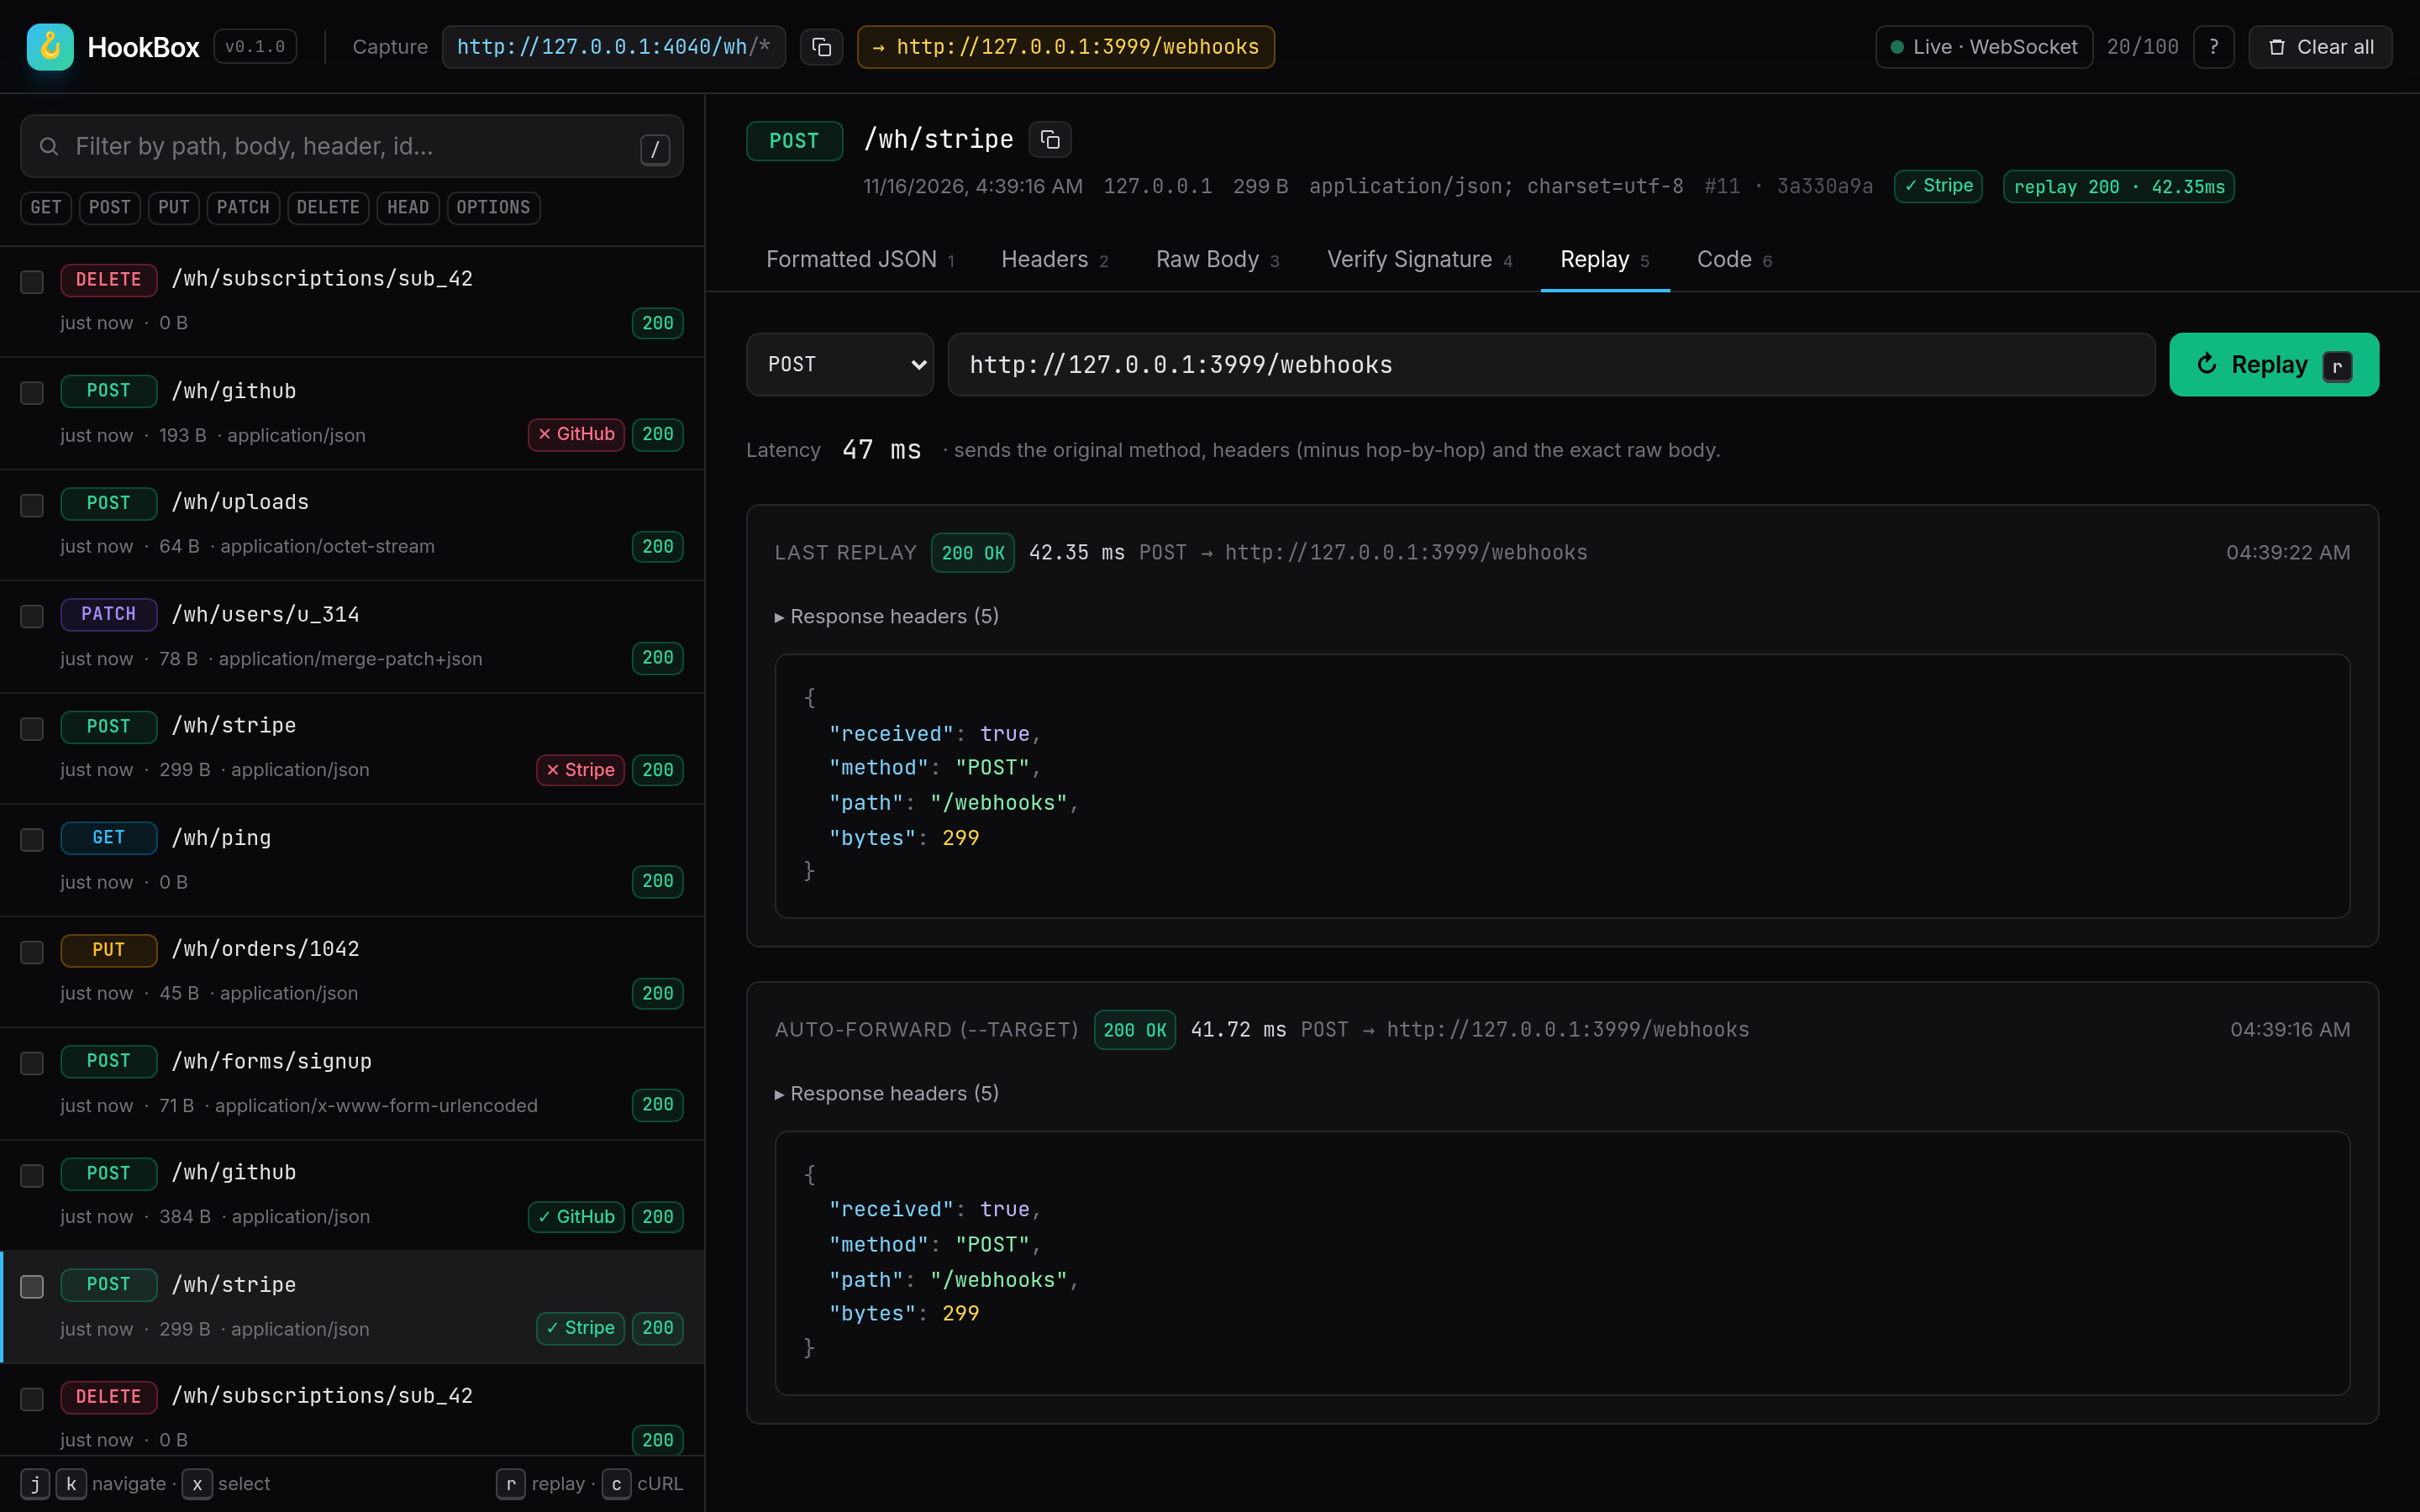 HookBox v0.1.0 Capture http://127.0.0.1:4040/wh/* → http://127.0.0.1:3999/webhooks Live · WebSocket 20/100 ? Clear all
Filter by path, body, header, id... /
GET POST PUT PATCH DELETE HEAD OPTIONS
DELETE /wh/subscriptions/sub_42
just now · 0 B 200
POST /wh/github
just now · 193 B · application/json ✕ GitHub 200
POST /wh/uploads
just now · 64 B · application/octet-stream 200
PATCH /wh/users/u_314
just now · 78 B · application/merge-patch+json 200
POST /wh/stripe
just now · 299 B · application/json ✕ Stripe 200
GET /wh/ping
just now · 0 B 200
PUT /wh/orders/1042
just now · 45 B · application/json 200
POST /wh/forms/signup
just now · 71 B · application/x-www-form-urlencoded 200
POST /wh/github
just now · 384 B · application/json ✓ GitHub 200
POST /wh/stripe
just now · 299 B · application/json ✓ Stripe 200
DELETE /wh/subscriptions/sub_42
just now · 0 B 200
j k navigate · x select r replay · c cURL
POST /wh/stripe
11/16/2026, 4:39:16 AM 127.0.0.1 299 B application/json; charset=utf-8 #11 · 3a330a9a ✓ Stripe replay 200 · 42.35ms
Formatted JSON 1 Headers 2 Raw Body 3 Verify Signature 4 Replay 5 Code 6
POST http://127.0.0.1:3999/webhooks Replay r
Latency 47 ms · sends the original method, headers (minus hop-by-hop) and the exact raw body.
LAST REPLAY 200 OK 42.35 ms POST → http://127.0.0.1:3999/webhooks 04:39:22 AM
▸ Response headers (5)
{
"received": true,
"method": "POST",
"path": "/webhooks",
"bytes": 299
}
AUTO-FORWARD (--TARGET) 200 OK 41.72 ms POST → http://127.0.0.1:3999/webhooks 04:39:16 AM
▸ Response headers (5)
{
"received": true,
"method": "POST",
"path": "/webhooks",
"bytes": 299
}